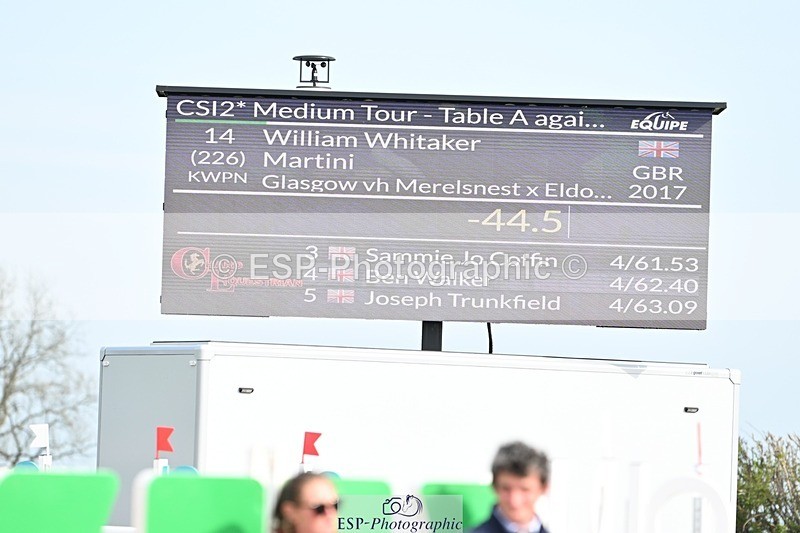 CSI2* Medium Tour - Table A agai...
EQUIPE
14 William Whitaker
(226) Martini GBR
KWPN Glasgow vh Merelsnest x Eldo... 2017
-44.5
3 Sammie Jo Coffin 4/61.53
© ESP-Photographic ©
4 Ben Walker 4/62.40
EQUESTRIAN
5 Joseph Trunkfield 4/63.09
ESP-Photographic